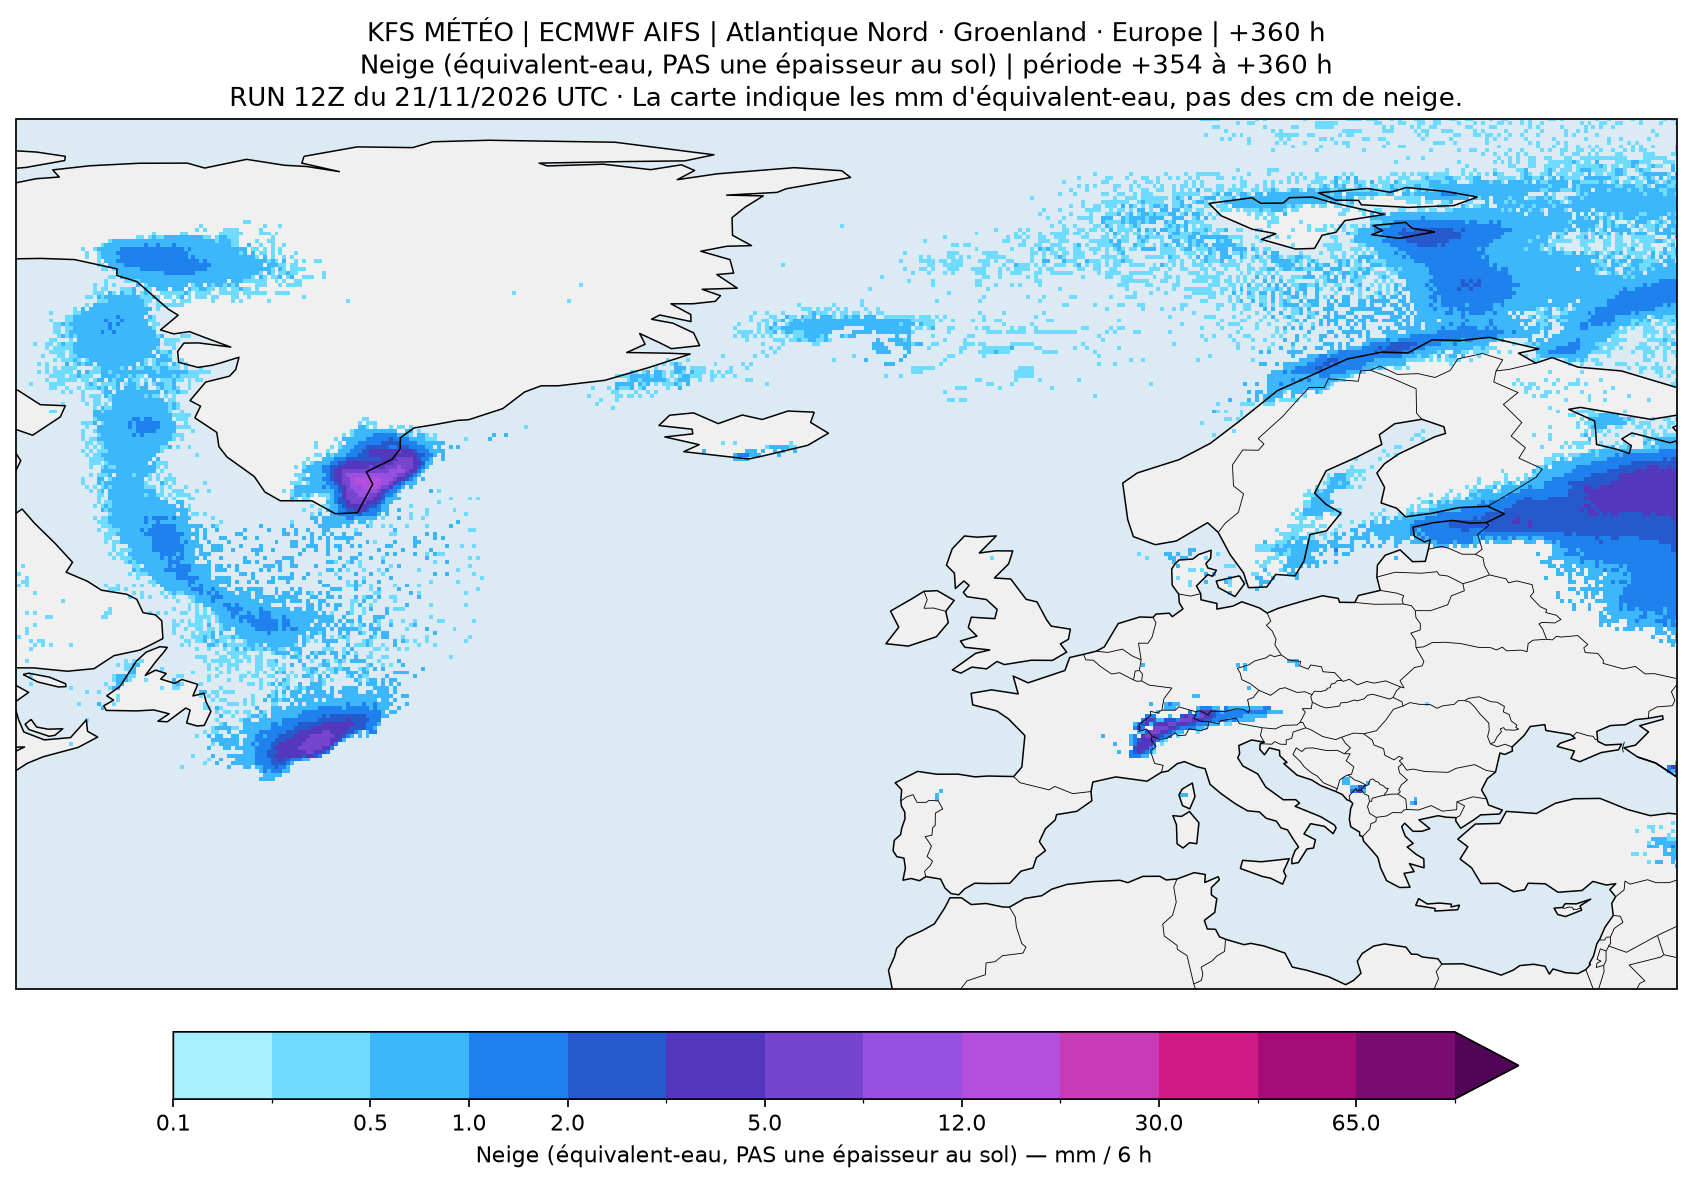 KFS MÉTÉO | ECMWF AIFS | Atlantique Nord · Groenland · Europe | +360 h
Neige (équivalent-eau, PAS une épaisseur au sol) | période +354 à +360 h
RUN 12Z du 21/11/2026 UTC · La carte indique les mm d'équivalent-eau, pas des cm de neige.
0.1 0.5 1.0 2.0 5.0 12.0 30.0 65.0
Neige (équivalent-eau, PAS une épaisseur au sol) — mm / 6 h